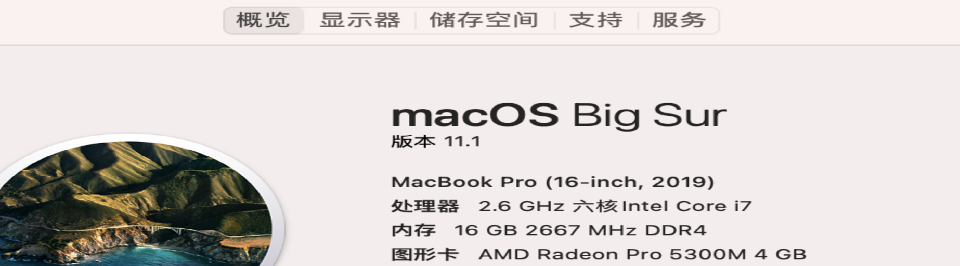 概览 显示器 储存空间 支持 服务
macOS Big Sur
版本 11.1
MacBook Pro (16-inch, 2019)
处理器 2.6 GHz 六核Intel Core i7
内存 16 GB 2667 MHz DDR4
图形卡 AMD Radeon Pro 5300M 4 GB